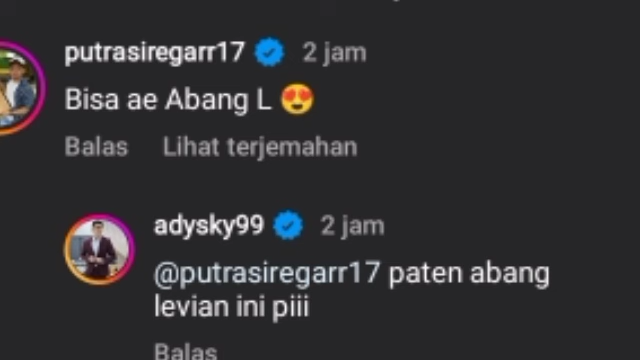 putrasiregarr17 2 jam
Bisa ae Abang L 😍
Balas Lihat terjemahan
adysky99 2 jam
@putrasiregarr17 paten abang
levian ini piii
Balas